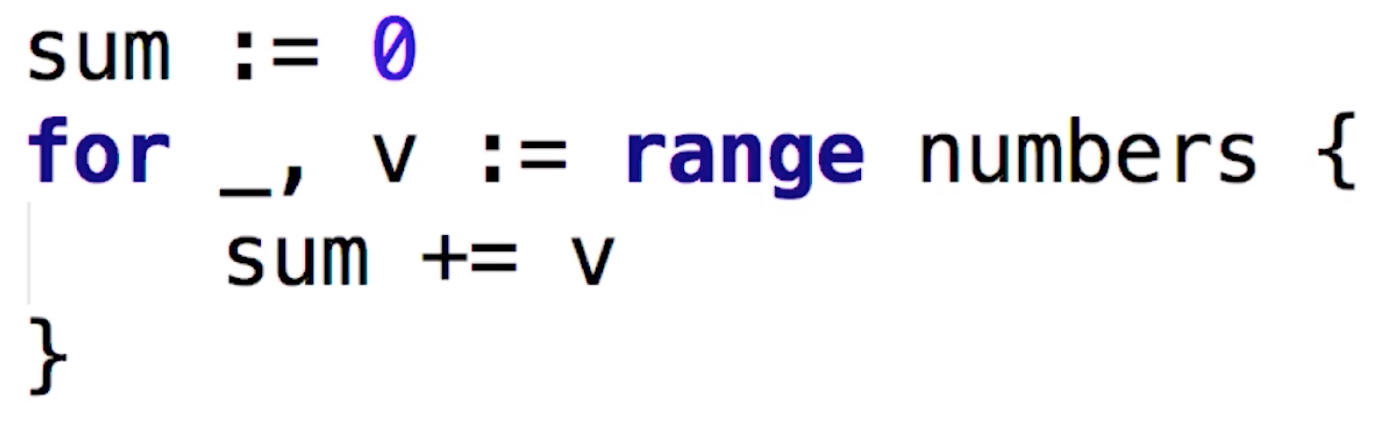 sum := 0
for _, v := range numbers {
    sum += v
}